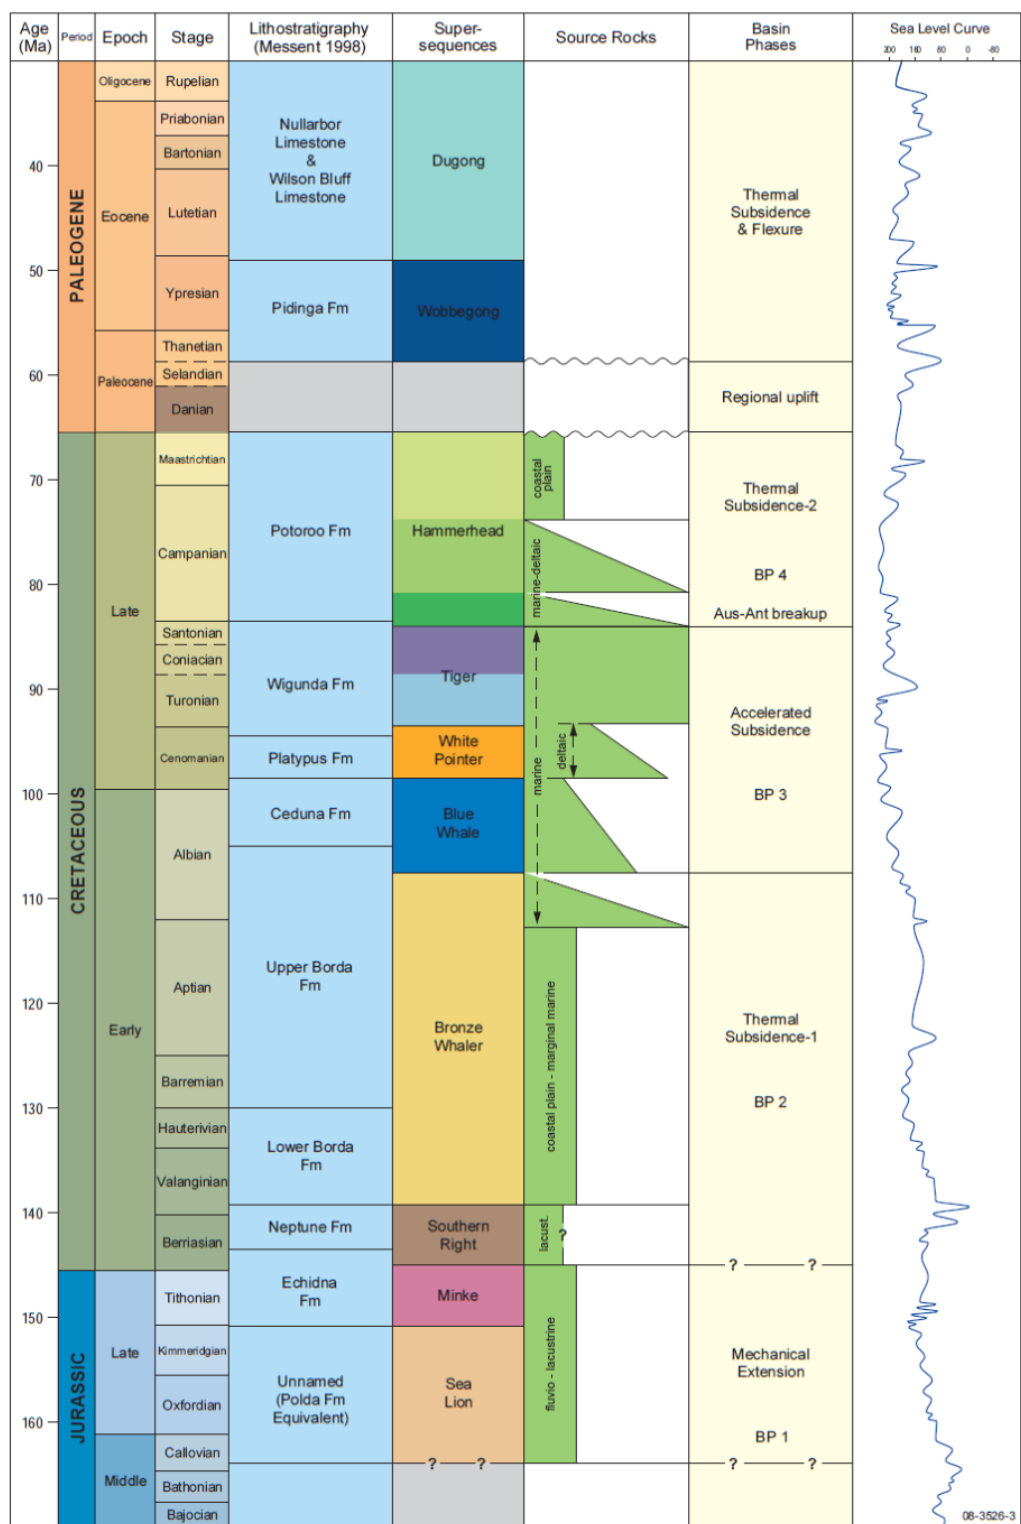 Age
(Ma)
Period
Epoch
Stage
Lithostratigraphy
(Messent 1998)
Super-
sequences
Source Rocks
Basin
Phases
Sea Level Curve
200
80
0
-80
40
50
60
70
80
90
100
110
120
130
140
150
160
PALEOGENE
CRETACEOUS
JURASSIC
Oligocene
Eocene
Paleocene
Late
Early
Late
Middle
Rupelian
Priabonian
Bartonian
Lutetian
Ypresian
Thanetian
Selandian
Danian
Maastrichtian
Campanian
Santonian
Coniacian
Turonian
Cenomanian
Albian
Aptian
Barremian
Hauterivian
Valanginian
Berriasian
Tithonian
Kimmeridgian
Oxfordian
Callovian
Bathonian
Bajocian
Nullarbor
Limestone
&
Wilson Bluff
Limestone
Pidinga Fm
Potoroo Fm
Wigunda Fm
Platypus Fm
Ceduna Fm
Upper Borda
Fm
Lower Borda
Fm
Neptune Fm
Echidna
Fm
Unnamed
(Polda Fm
Equivalent)
Dugong
Wobbegong
Hammerhead
Tiger
White
Pointer
Blue
Whale
Bronze
Whaler
Southern
Right
Minke
Sea
Lion
? ?
coastal
plain
marine-deltaic
marine
deltaic
coastal plain - marginal marine
lacust.
?
fluvio - lacustrine
Thermal
Subsidence
& Flexure
Regional uplift
Thermal
Subsidence-2
BP 4
Aus-Ant breakup
Accelerated
Subsidence
BP 3
Thermal
Subsidence-1
BP 2
? ?
Mechanical
Extension
BP 1
? ?
08-3526-3